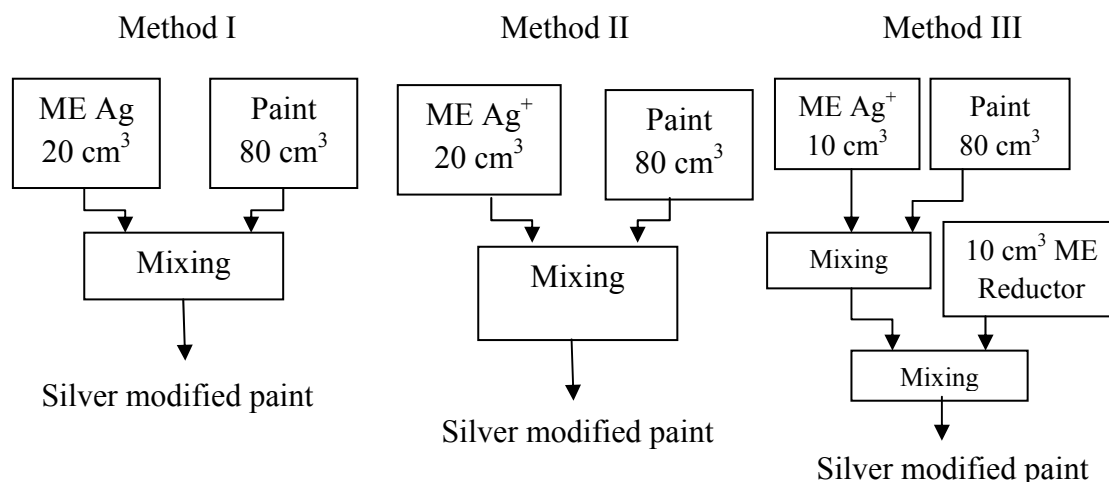 Method I
ME Ag
20 cm³
Paint
80 cm³
Mixing
Silver modified paint
Method II
ME Ag⁺
20 cm³
Paint
80 cm³
Mixing
Silver modified paint
Method III
ME Ag⁺
10 cm³
Paint
80 cm³
Mixing
10 cm³ ME
Reductor
Mixing
Silver modified paint